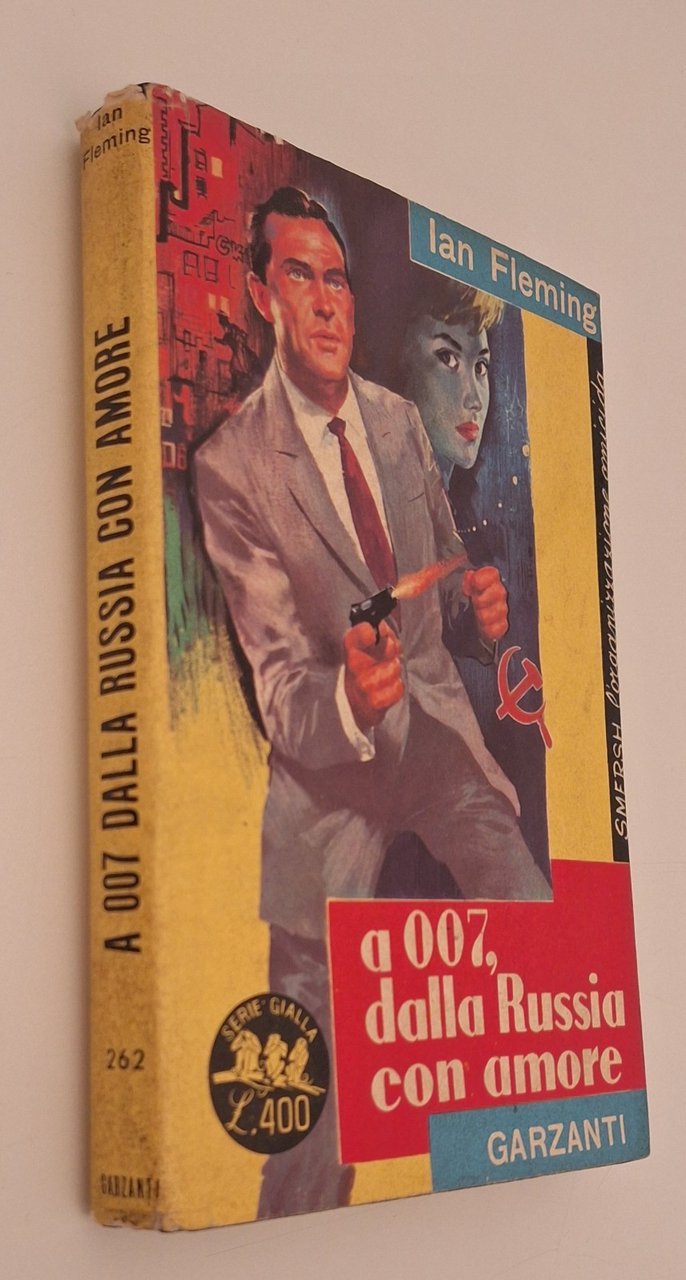 Ian
Fleming
A 007 DALLA RUSSIA CON AMORE
262
GARZANTI
Ian Fleming
SMERSH l'organizzazione
a 007,
dalla Russia
con amore
SERIE GIALLA
L.400
GARZANTI